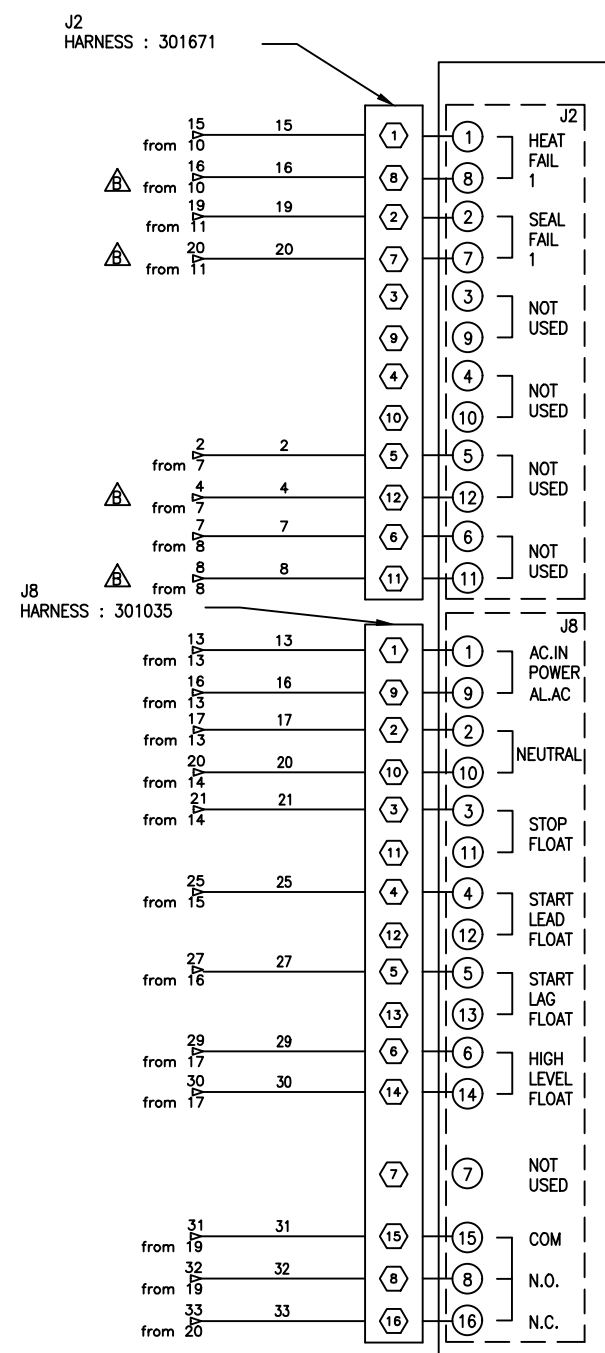 J2
HARNESS : 301671
J2
15 15 1 1
from 10
HEAT
FAIL
1
B 16 16 8 8
from 10
19 19 2 2
from 11
SEAL
FAIL
1
B 20 20 7 7
from 11
3 3
NOT
USED
9 9
4 4
NOT
USED
10 10
2 2 5 5
from 7
NOT
USED
B 4 4 12 12
from 7
7 7 6 6
from 8
NOT
USED
B 8 8 11 11
from 8
J8
HARNESS : 301035
J8
13 13 1 1
from 13
AC.IN
POWER
AL.AC
16 16 9 9
from 13
17 17 2 2
from 13
NEUTRAL
20 20 10 10
from 14
21 21 3 3
from 14
STOP
FLOAT
11 11
25 25 4 4
from 15
START
LEAD
FLOAT
12 12
27 27 5 5
from 16
START
LAG
FLOAT
13 13
29 29 6 6
from 17
HIGH
LEVEL
FLOAT
30 30 14 14
from 17
7 7
NOT
USED
31 31 15 15 COM
from 19
32 32 8 8 N.O.
from 19
33 33 16 16 N.C.
from 20